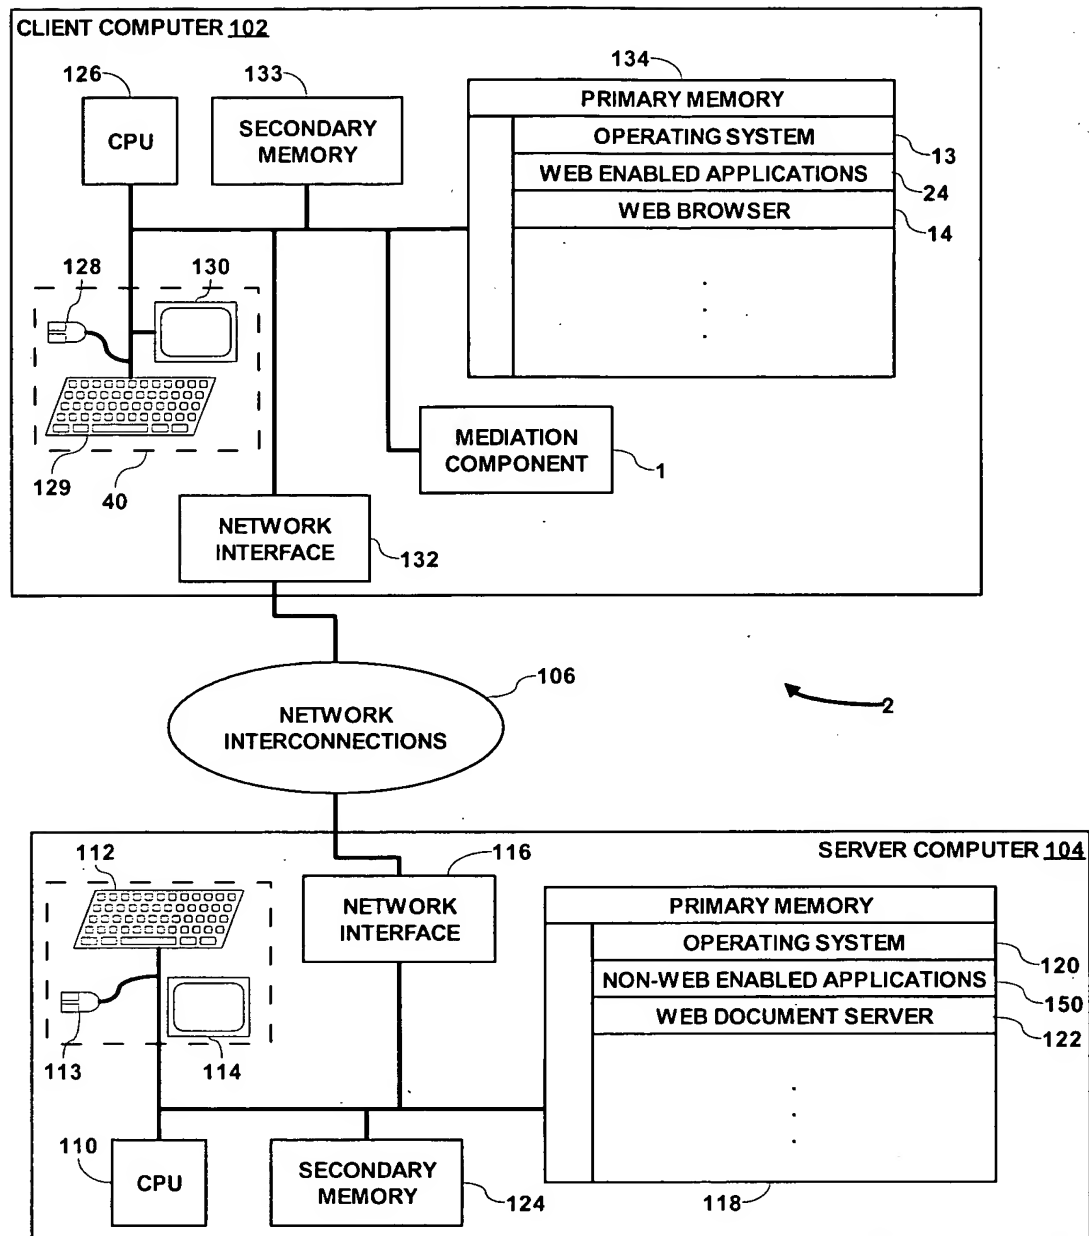 CLIENT COMPUTER 102
126
133
134
CPU
SECONDARY
MEMORY
PRIMARY MEMORY
OPERATING SYSTEM
13
WEB ENABLED APPLICATIONS
24
WEB BROWSER
14
128
130
129
40
MEDIATION
COMPONENT
1
NETWORK
INTERFACE
132
106
NETWORK
INTERCONNECTIONS
2
SERVER COMPUTER 104
112
116
NETWORK
INTERFACE
PRIMARY MEMORY
OPERATING SYSTEM
120
NON-WEB ENABLED APPLICATIONS
150
WEB DOCUMENT SERVER
122
113
114
110
CPU
SECONDARY
MEMORY
124
118